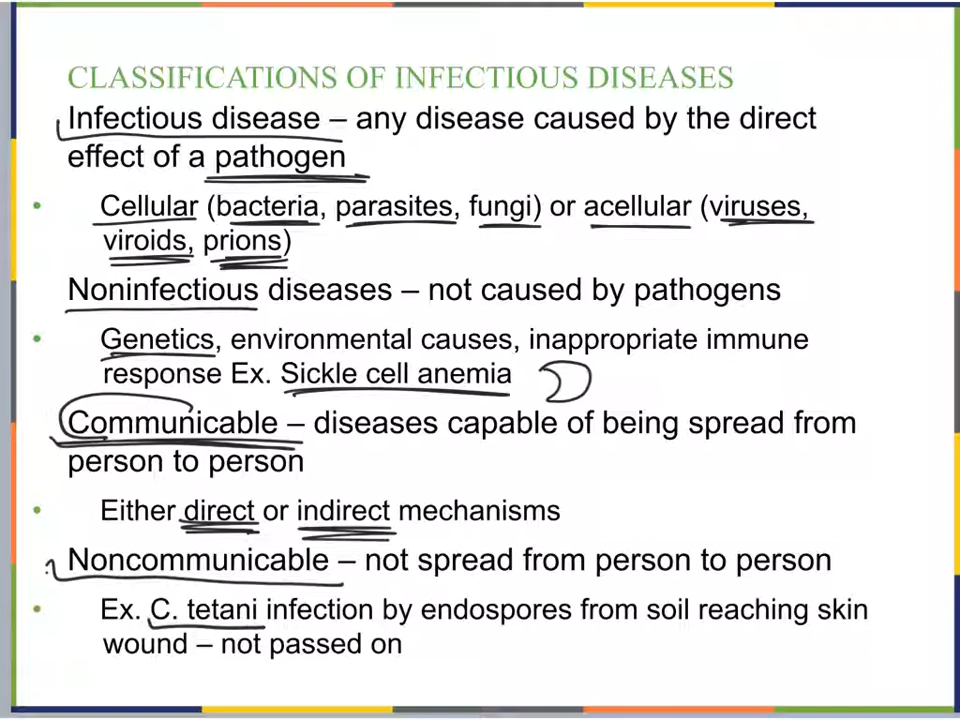 CLASSIFICATIONS OF INFECTIOUS DISEASES
Infectious disease – any disease caused by the direct
effect of a pathogen
• Cellular (bacteria, parasites, fungi) or acellular (viruses,
viroids, prions)
Noninfectious diseases – not caused by pathogens
• Genetics, environmental causes, inappropriate immune
response Ex. Sickle cell anemia
Communicable – diseases capable of being spread from
person to person
• Either direct or indirect mechanisms
Noncommunicable – not spread from person to person
• Ex. C. tetani infection by endospores from soil reaching skin
wound – not passed on